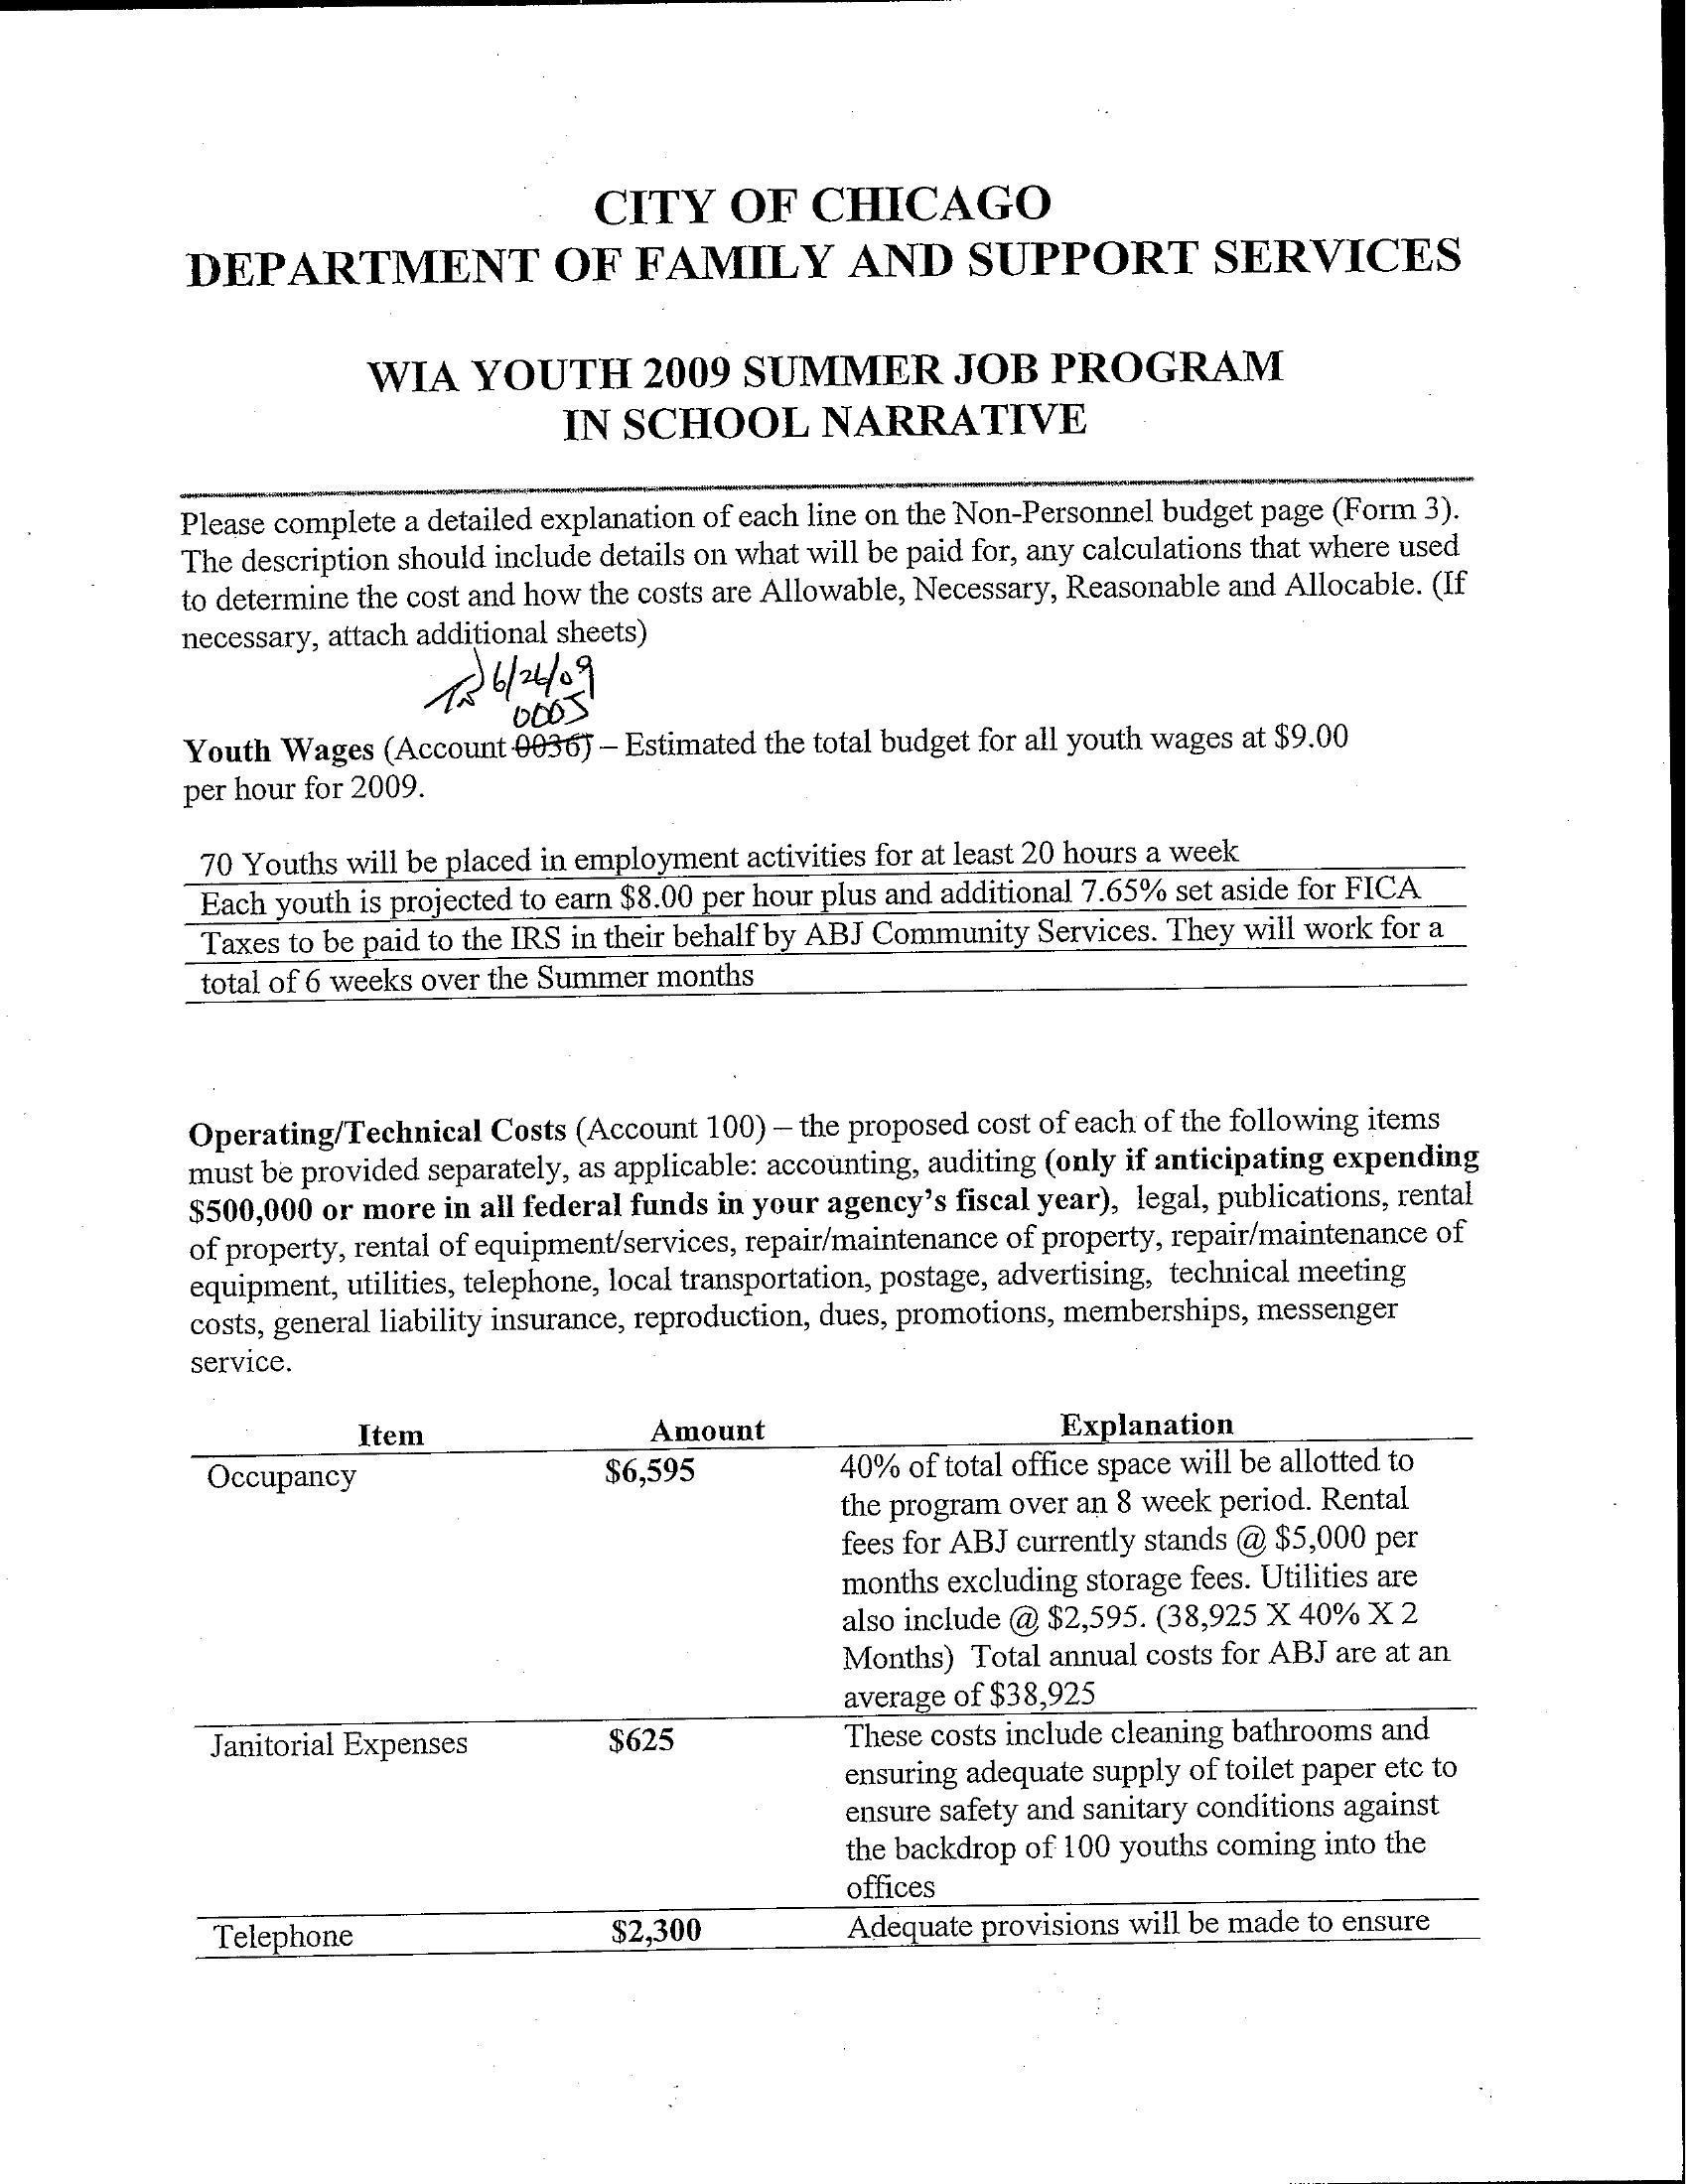 CITY OF CHICAGO
DEPARTMENT OF FAMILY AND SUPPORT SERVICES
WIA YOUTH 2009 SUMMER JOB PROGRAM
IN SCHOOL NARRATIVE
Please complete a detailed explanation of each line on the Non-Personnel budget page (Form 3).
The description should include details on what will be paid for, any calculations that where used
to determine the cost and how the costs are Allowable, Necessary, Reasonable and Allocable. (If
necessary, attach additional sheets)
6/26/09
0005
Youth Wages (Account 0036) – Estimated the total budget for all youth wages at $9.00
per hour for 2009.
70 Youths will be placed in employment activities for at least 20 hours a week
Each youth is projected to earn $8.00 per hour plus and additional 7.65% set aside for FICA
Taxes to be paid to the IRS in their behalf by ABJ Community Services. They will work for a
total of 6 weeks over the Summer months
Operating/Technical Costs (Account 100) – the proposed cost of each of the following items
must be provided separately, as applicable: accounting, auditing (only if anticipating expending
$500,000 or more in all federal funds in your agency's fiscal year), legal, publications, rental
of property, rental of equipment/services, repair/maintenance of property, repair/maintenance of
equipment, utilities, telephone, local transportation, postage, advertising, technical meeting
costs, general liability insurance, reproduction, dues, promotions, memberships, messenger
service.
Item Amount Explanation
Occupancy $6,595 40% of total office space will be allotted to
the program over an 8 week period. Rental
fees for ABJ currently stands @ $5,000 per
months excluding storage fees. Utilities are
also include @ $2,595. (38,925 X 40% X 2
Months) Total annual costs for ABJ are at an
average of $38,925
Janitorial Expenses $625 These costs include cleaning bathrooms and
ensuring adequate supply of toilet paper etc to
ensure safety and sanitary conditions against
the backdrop of 100 youths coming into the
offices
Telephone $2,300 Adequate provisions will be made to ensure